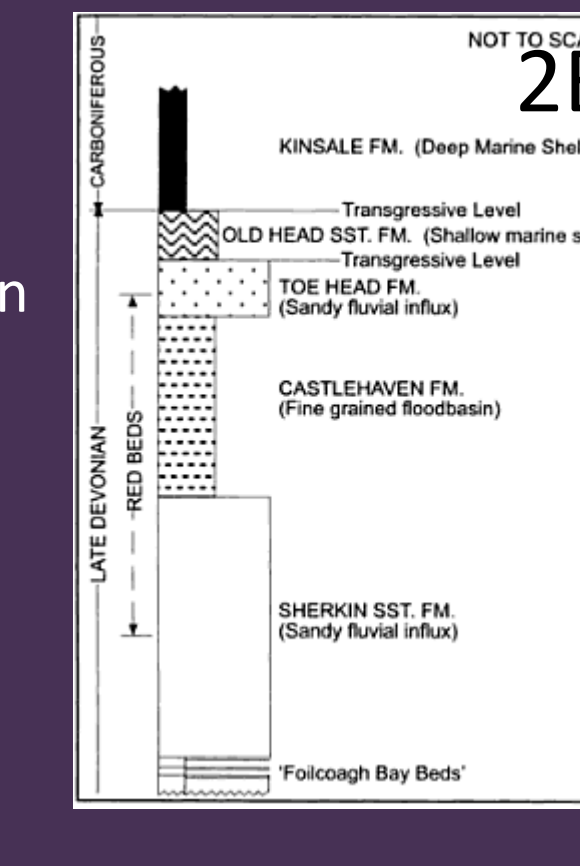 NOT TO SCA
2
CARBONIFEROUS
KINSALE FM. (Deep Marine Shel
Transgressive Level
OLD HEAD SST. FM. (Shallow marine s
Transgressive Level
n
TOE HEAD FM.
(Sandy fluvial influx)
CASTLEHAVEN FM.
(Fine grained floodbasin)
RED BEDS
LATE DEVONIAN
SHERKIN SST. FM.
(Sandy fluvial influx)
'Foilcoagh Bay Beds'